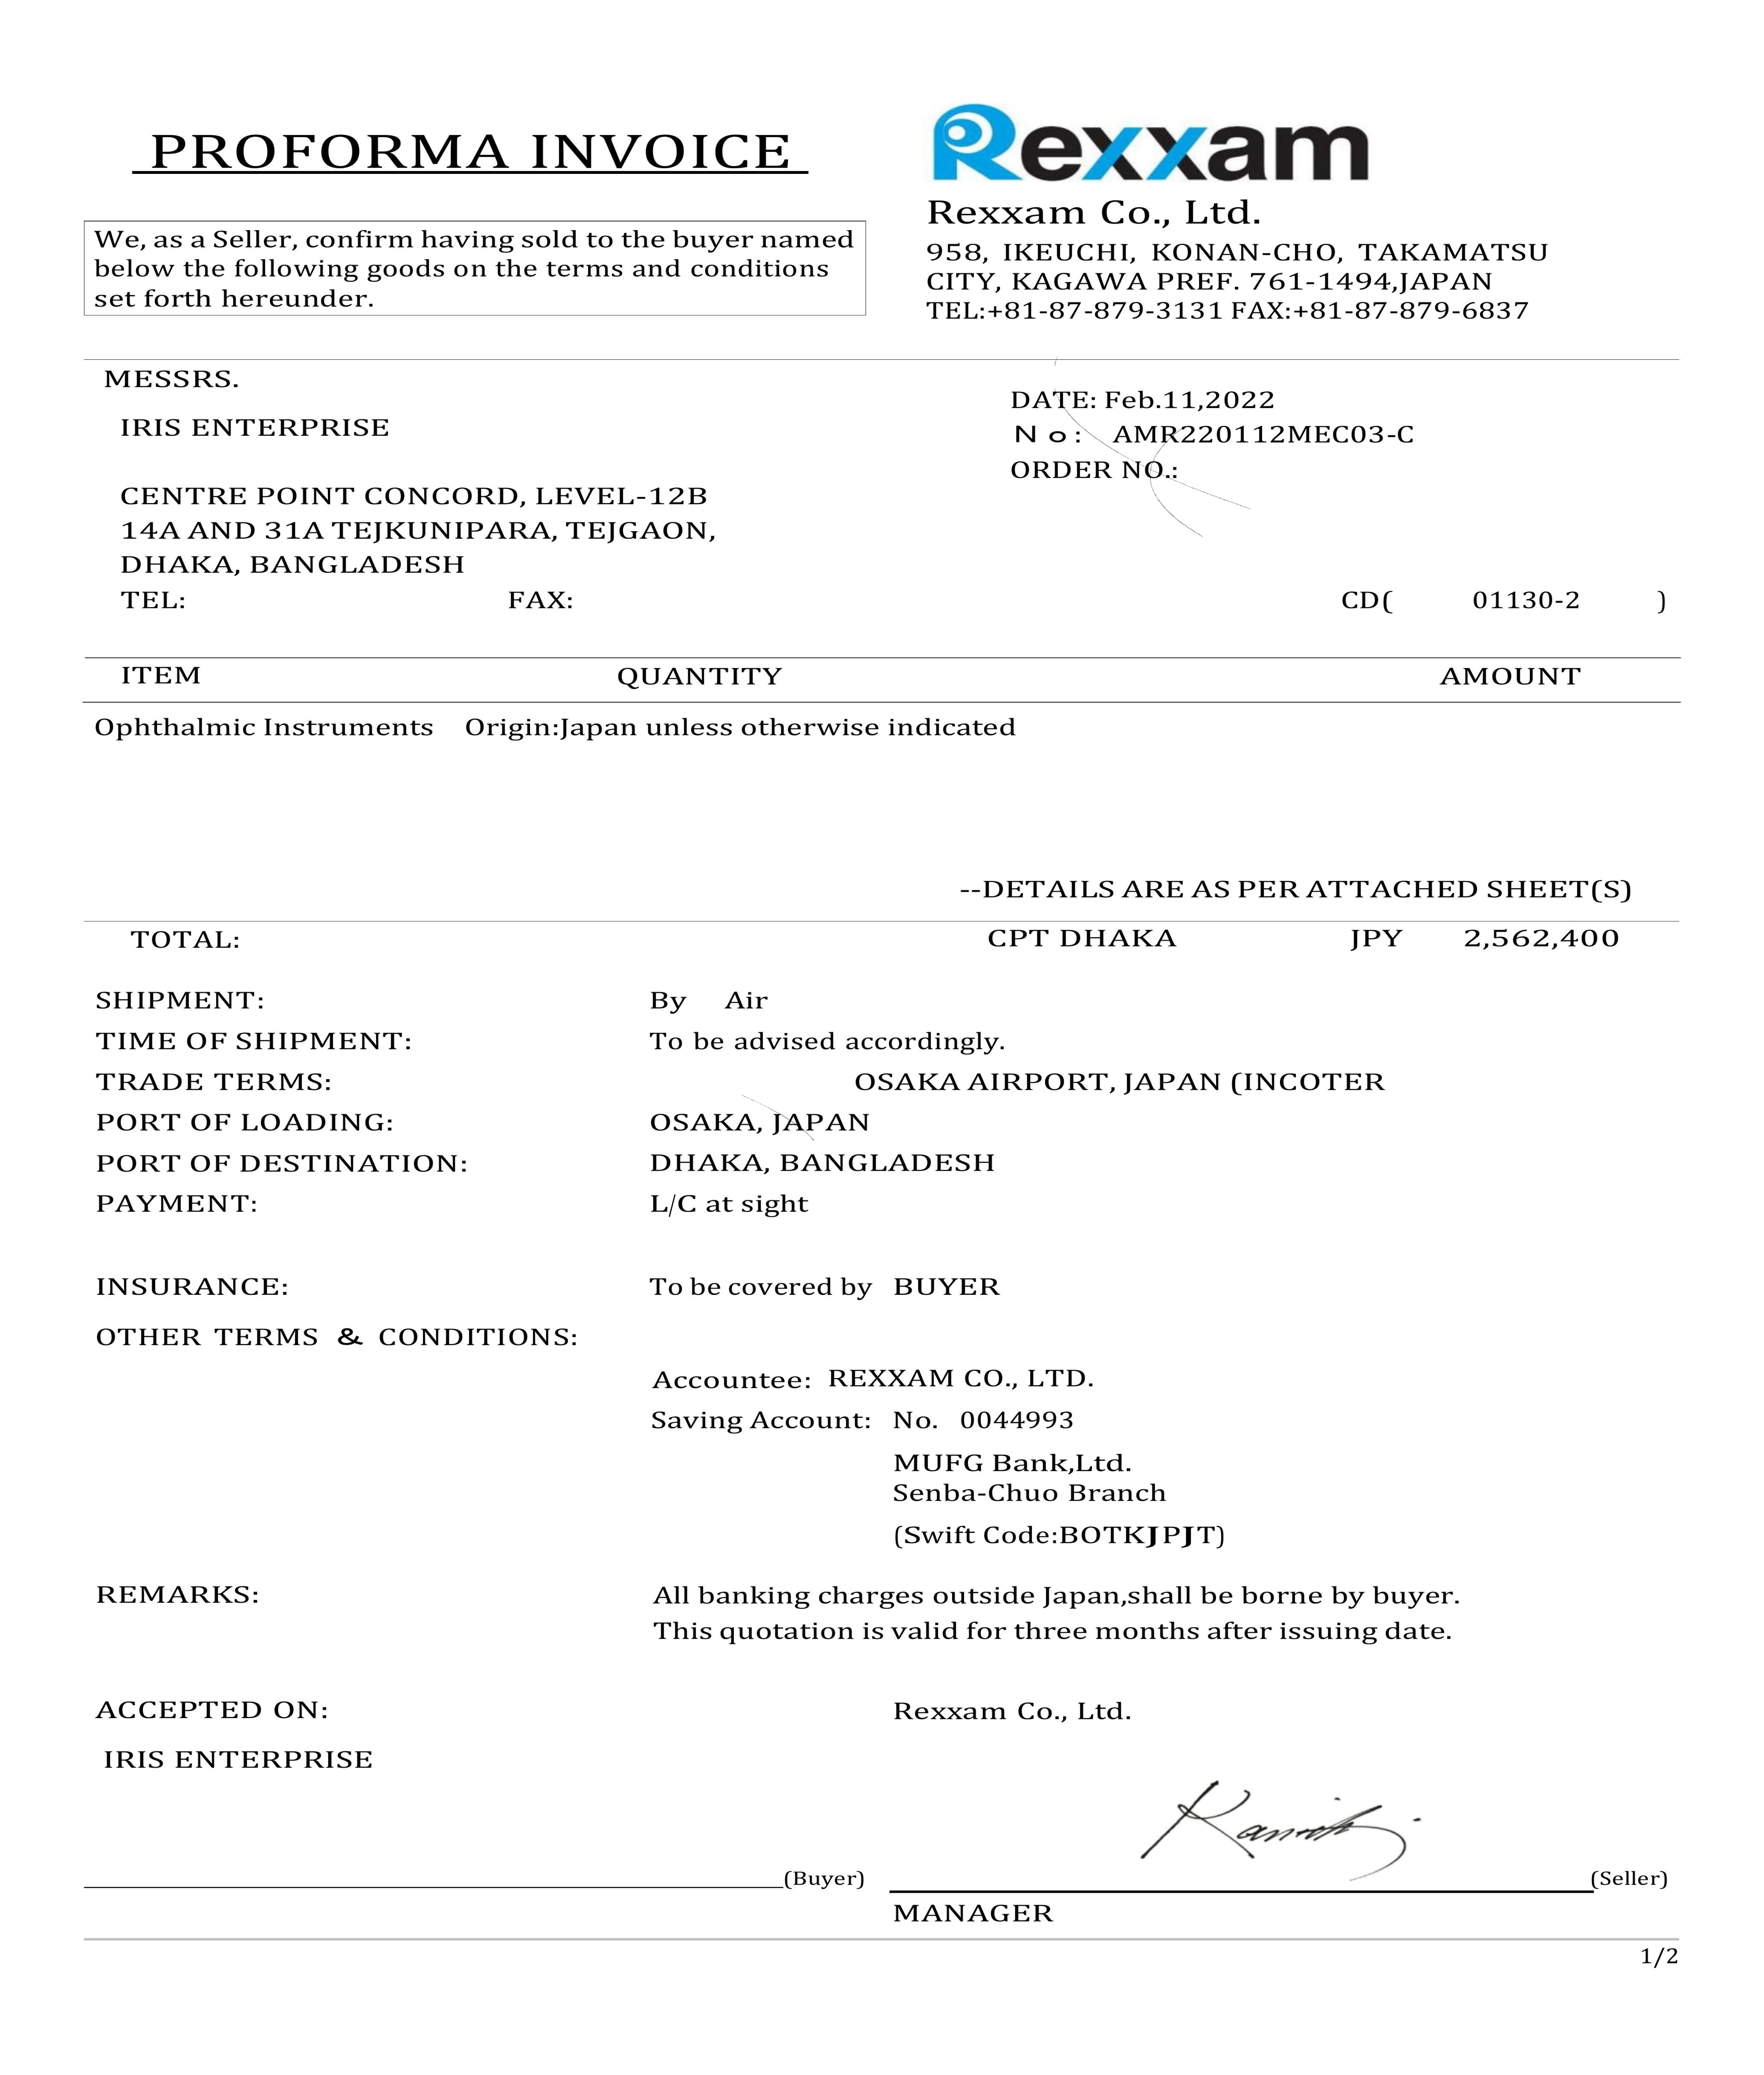 PROFORMA INVOICE
Rexxam
Rexxam Co., Ltd.
958, IKEUCHI, KONAN-CHO, TAKAMATSU
CITY, KAGAWA PREF. 761-1494,JAPAN
TEL:+81-87-879-3131 FAX:+81-87-879-6837
We, as a Seller, confirm having sold to the buyer named
below the following goods on the terms and conditions
set forth hereunder.
MESSRS.
IRIS ENTERPRISE
CENTRE POINT CONCORD, LEVEL-12B
14A AND 31A TEJKUNIPARA, TEJGAON,
DHAKA, BANGLADESH
TEL: FAX:
DATE: Feb.11,2022
No: AMR220112MEC03-C
ORDER NO.:
CD( 01130-2 )
ITEM QUANTITY AMOUNT
Ophthalmic Instruments Origin:Japan unless otherwise indicated
--DETAILS ARE AS PER ATTACHED SHEET(S)
TOTAL: CPT DHAKA JPY 2,562,400
SHIPMENT: By Air
TIME OF SHIPMENT: To be advised accordingly.
TRADE TERMS: OSAKA AIRPORT, JAPAN (INCOTER
PORT OF LOADING: OSAKA, JAPAN
PORT OF DESTINATION: DHAKA, BANGLADESH
PAYMENT: L/C at sight
INSURANCE: To be covered by BUYER
OTHER TERMS & CONDITIONS:
Accountee: REXXAM CO., LTD.
Saving Account: No. 0044993
MUFG Bank,Ltd.
Senba-Chuo Branch
(Swift Code:BOTKJPJT)
REMARKS: All banking charges outside Japan,shall be borne by buyer.
This quotation is valid for three months after issuing date.
ACCEPTED ON: Rexxam Co., Ltd.
IRIS ENTERPRISE
(Buyer) (Seller)
MANAGER
1/2